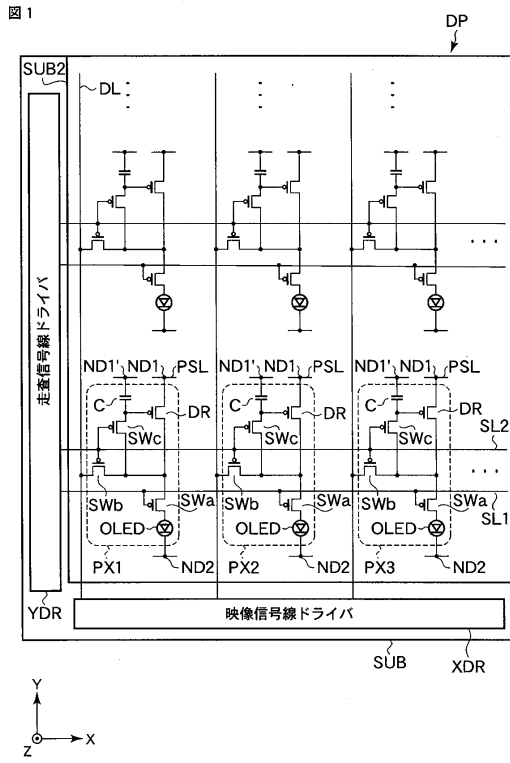 図1
DP
SUB2
DL
走査信号線ドライバ
ND1' ND1 PSL ND1' ND1 PSL ND1' ND1 PSL
C DR C DR C DR
SWc SWc SWc
SL2
SWb SWa SWb SWa SWb SWa
SL1
OLED OLED OLED
PX1 ND2 PX2 ND2 PX3 ND2
YDR
映像信号線ドライバ
SUB
XDR
Y
Z X